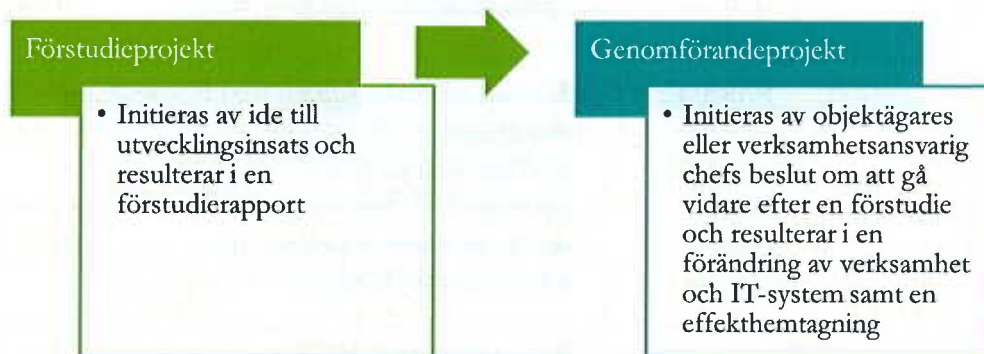 Förstudieprojekt
• Initieras av ide till
utvecklingsinsats och
resulterar i en
förstudierapport
Genomförandeprojekt
• Initieras av objektägares
eller verksamhetsansvarig
chefs beslut om att gå
vidare efter en förstudie
och resulterar i en
förändring av verksamhet
och IT-system samt en
effekthemtagning